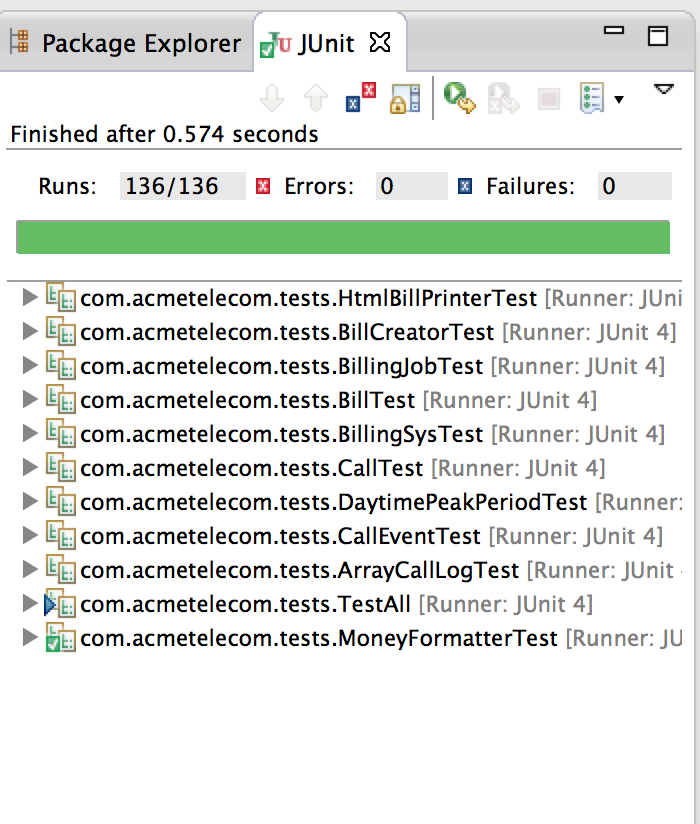 Package Explorer JUnit
Finished after 0.574 seconds
Runs: 136/136 Errors: 0 Failures: 0
com.acmetelecom.tests.HtmlBillPrinterTest [Runner: JUni
com.acmetelecom.tests.BillCreatorTest [Runner: JUnit 4]
com.acmetelecom.tests.BillingJobTest [Runner: JUnit 4]
com.acmetelecom.tests.BillTest [Runner: JUnit 4]
com.acmetelecom.tests.BillingSysTest [Runner: JUnit 4]
com.acmetelecom.tests.CallTest [Runner: JUnit 4]
com.acmetelecom.tests.DaytimePeakPeriodTest [Runner:
com.acmetelecom.tests.CallEventTest [Runner: JUnit 4]
com.acmetelecom.tests.ArrayCallLogTest [Runner: JUnit
com.acmetelecom.tests.TestAll [Runner: JUnit 4]
com.acmetelecom.tests.MoneyFormatterTest [Runner: JU